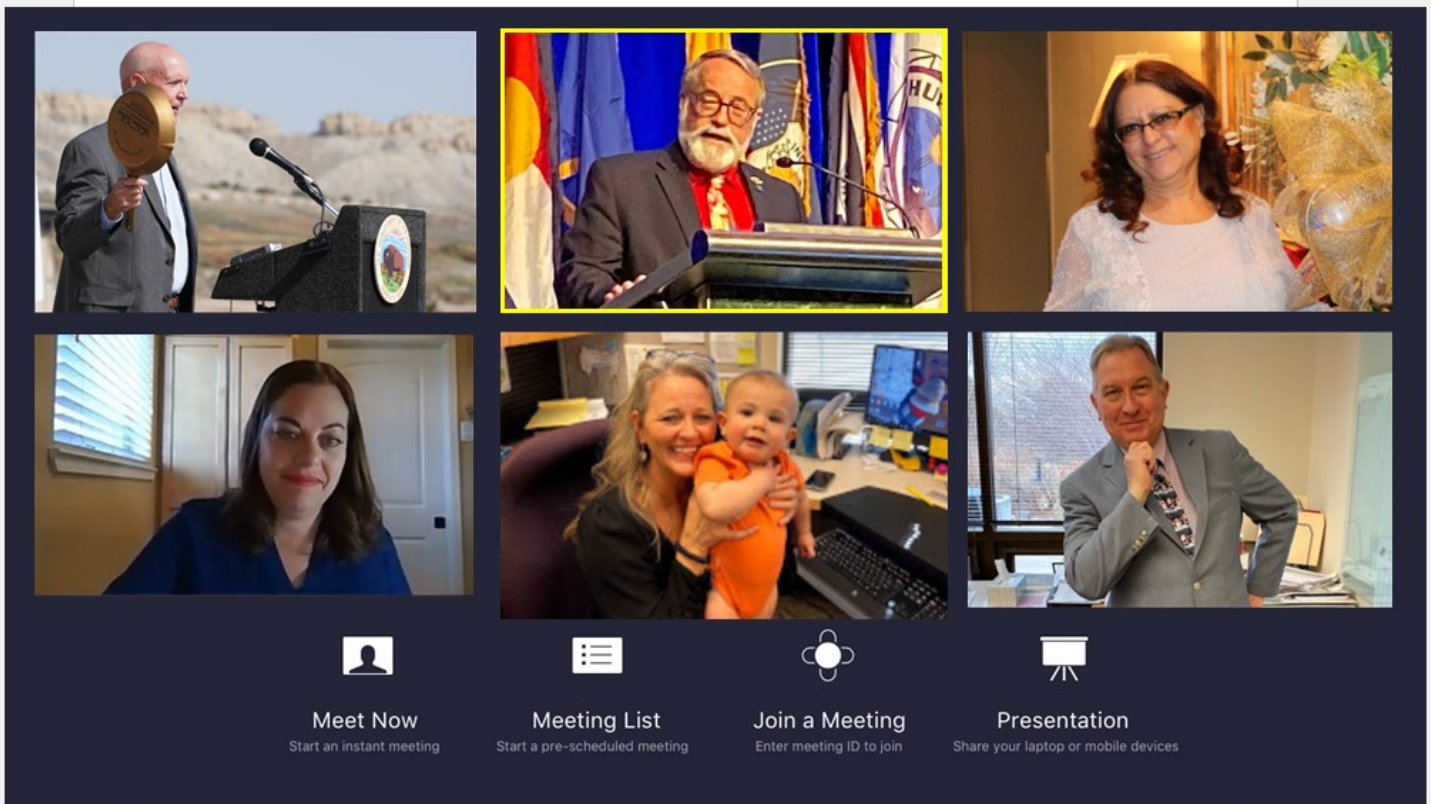 HU
Meet Now
Start an instant meeting
Meeting List
Start a pre-scheduled meeting
Join a Meeting
Enter meeting ID to join
Presentation
Share your laptop or mobile devices